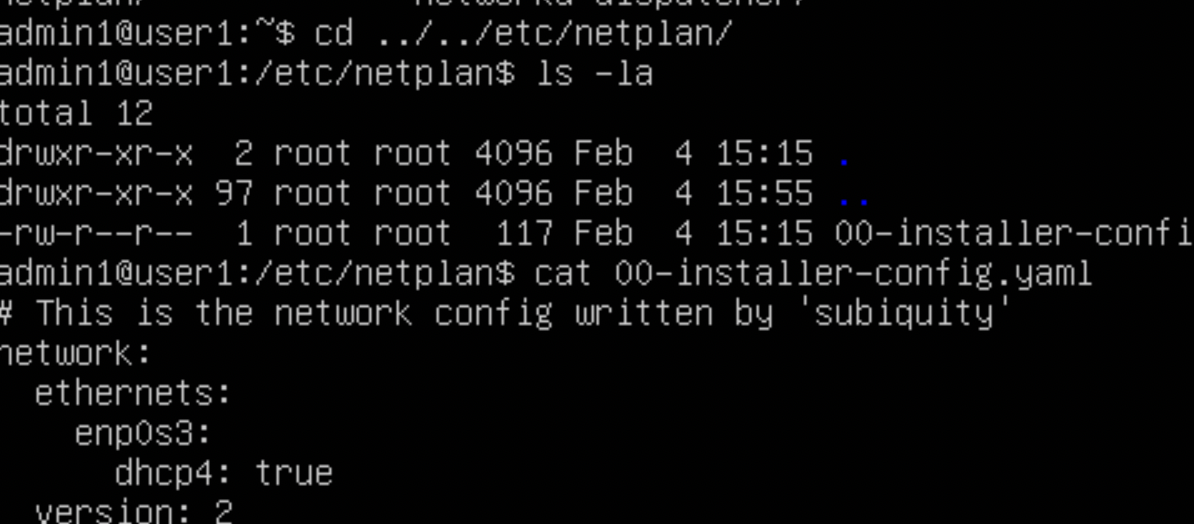 netplan/                networkd-dispatcher/
admin1@user1:~$ cd ../../etc/netplan/
admin1@user1:/etc/netplan$ ls -la
total 12
drwxr-xr-x  2 root root 4096 Feb  4 15:15 .
drwxr-xr-x 97 root root 4096 Feb  4 15:55 ..
-rw-r--r--  1 root root  117 Feb  4 15:15 00-installer-confi
admin1@user1:/etc/netplan$ cat 00-installer-config.yaml
# This is the network config written by 'subiquity'
network:
  ethernets:
    enp0s3:
      dhcp4: true
  version: 2